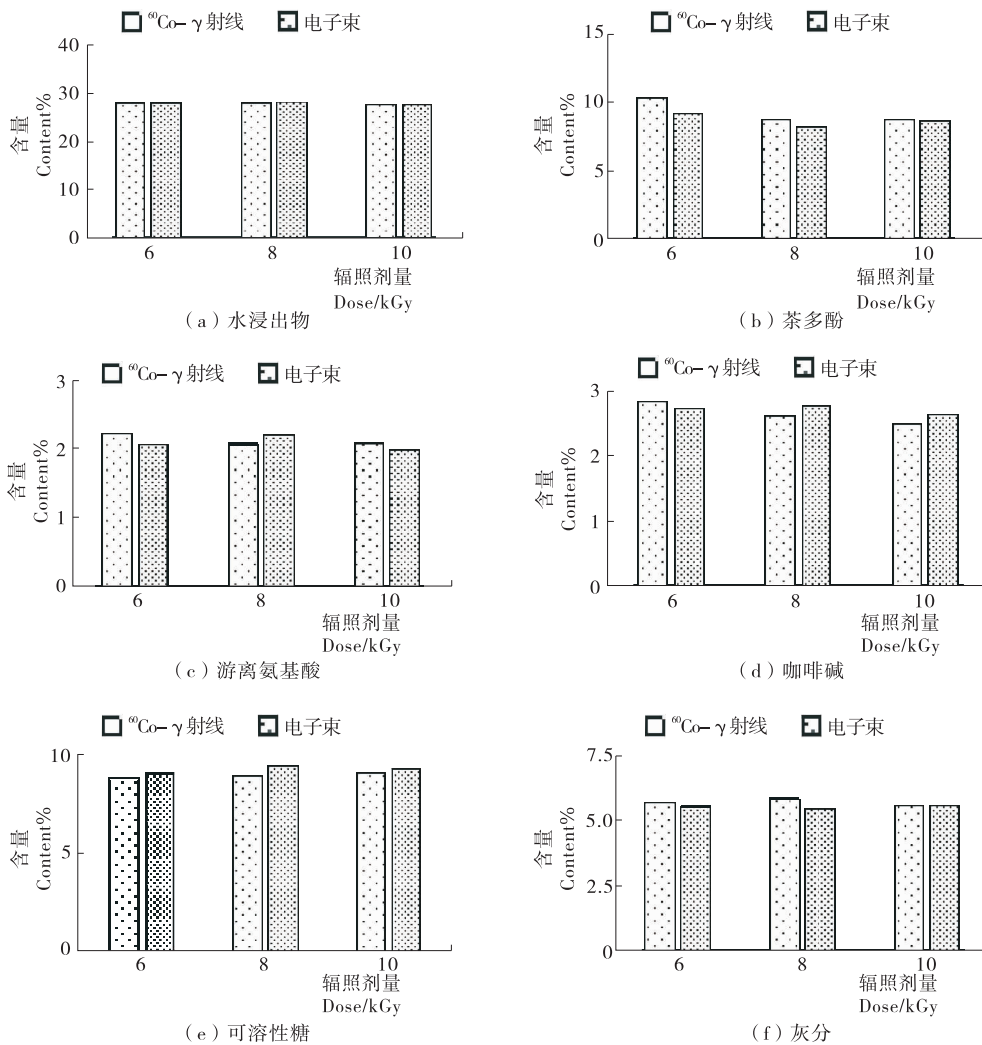 ⁶⁰Co-γ 射线 电子束
40
30
20
10
0
含量
Content%
6 8 10
辐照剂量
Dose/kGy
（a）水浸出物
⁶⁰Co-γ 射线 电子束
15
10
5
0
含量
Content%
6 8 10
辐照剂量
Dose/kGy
（b）茶多酚
⁶⁰Co-γ 射线 电子束
3
2
1
0
含量
Content%
6 8 10
辐照剂量
Dose/kGy
（c）游离氨基酸
⁶⁰Co-γ 射线 电子束
3
2
1
0
含量
Content%
6 8 10
辐照剂量
Dose/kGy
（d）咖啡碱
⁶⁰Co-γ 射线 电子束
10
5
0
含量
Content%
6 8 10
辐照剂量
Dose/kGy
（e）可溶性糖
⁶⁰Co-γ 射线 电子束
7.5
5.0
2.5
0
含量
Content%
6 8 10
辐照剂量
Dose/kGy
（f）灰分